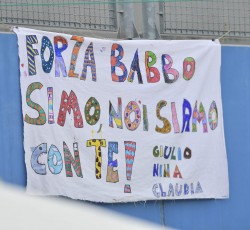 FORZA BABBO
SIMO, NOI SIAMO
CON TE!
GIULIO
NINA
CLAUDIA